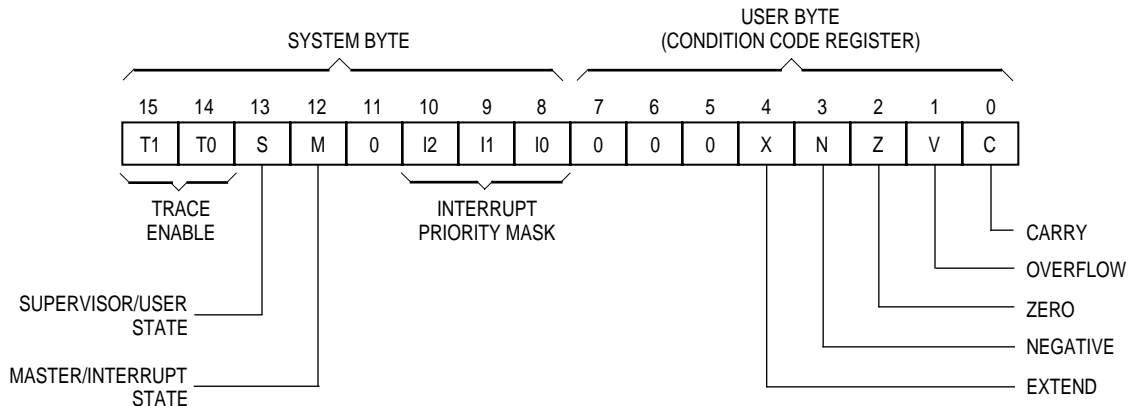 USER BYTE
SYSTEM BYTE
(CONDITION CODE REGISTER)
15 14 13 12 11 10 9 8 7 6 5 4 3 2 1 0
T1 T0 S M 0 I2 I1 I0 0 0 0 X N Z V C
TRACE
ENABLE
INTERRUPT
PRIORITY MASK
CARRY
OVERFLOW
SUPERVISOR/USER
STATE
ZERO
NEGATIVE
MASTER/INTERRUPT
STATE
EXTEND